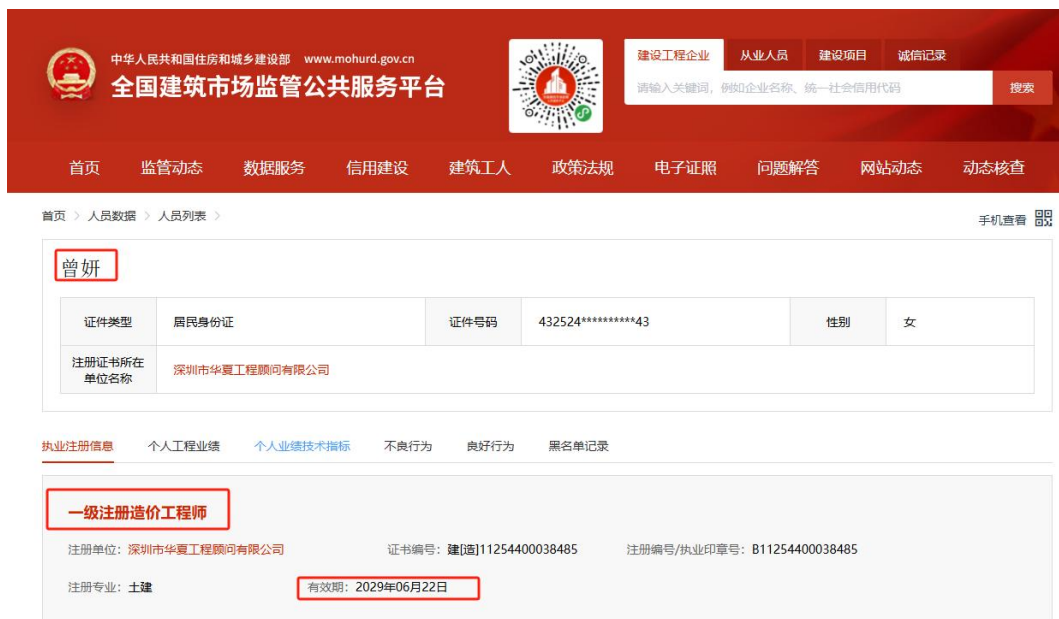 中华人民共和国住房和城乡建设部 www.mohurd.gov.cn
全国建筑市场监管公共服务平台
建设工程企业 从业人员 建设项目 诚信记录
请输入关键词，例如企业名称、统一社会信用代码 搜索
首页 监管动态 数据服务 信用建设 建筑工人 政策法规 电子证照 问题解答 网站动态 动态核查
首页 > 人员数据 > 人员列表 >
手机查看
曾妍
证件类型 居民身份证 证件号码 432524**********43 性别 女
注册证书所在
单位名称
深圳市华夏工程顾问有限公司
执业注册信息 个人工程业绩 个人业绩技术指标 不良行为 良好行为 黑名单记录
一级注册造价工程师
注册单位：深圳市华夏工程顾问有限公司 证书编号：建[造]11254400038485 注册编号/执业印章号：B11254400038485
注册专业：土建 有效期：2029年06月22日